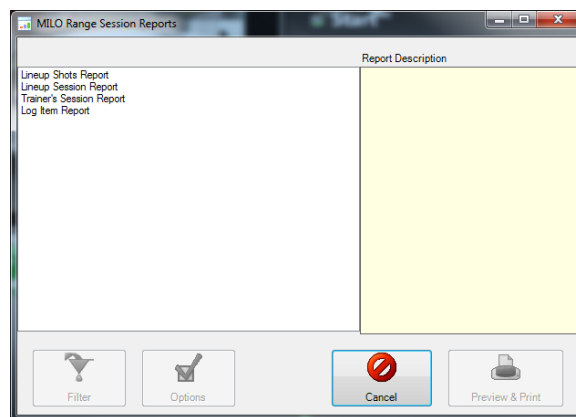 MILO Range Session Reports
Start
Report Description
Lineup Shots Report
Lineup Session Report
Trainer's Session Report
Log Item Report
Filter
Options
Cancel
Preview & Print